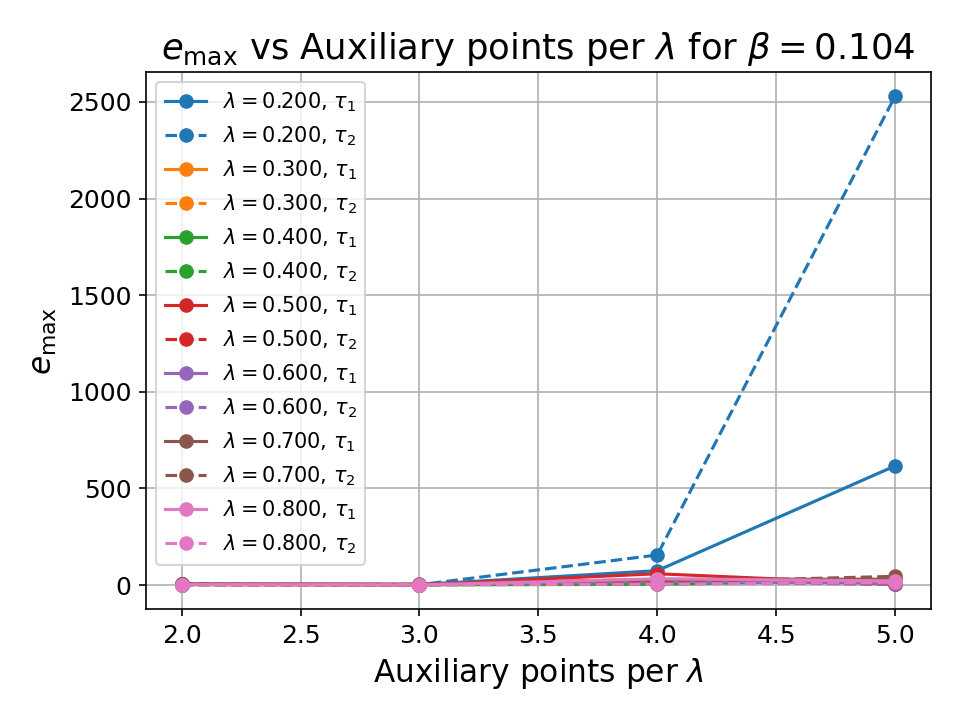 e_max vs Auxiliary points per λ for β = 0.104
λ = 0.200, τ₁
λ = 0.200, τ₂
λ = 0.300, τ₁
λ = 0.300, τ₂
λ = 0.400, τ₁
λ = 0.400, τ₂
λ = 0.500, τ₁
λ = 0.500, τ₂
λ = 0.600, τ₁
λ = 0.600, τ₂
λ = 0.700, τ₁
λ = 0.700, τ₂
λ = 0.800, τ₁
λ = 0.800, τ₂
2500
2000
1500
1000
500
0
e_max
2.0 2.5 3.0 3.5 4.0 4.5 5.0
Auxiliary points per λ